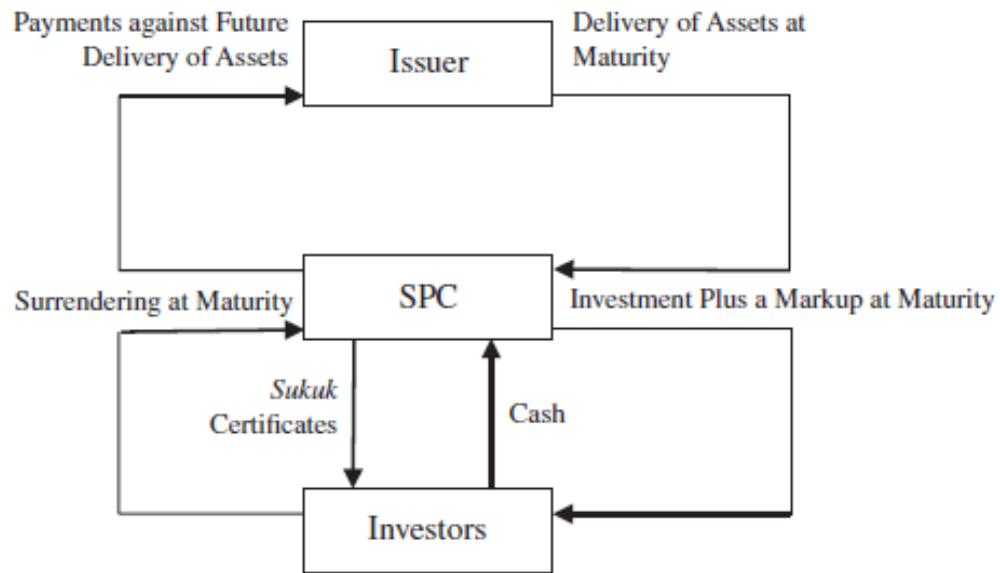 Payments against Future
Delivery of Assets
Issuer
Delivery of Assets at
Maturity
Surrendering at Maturity
SPC
Investment Plus a Markup at Maturity
Sukuk
Certificates
Cash
Investors